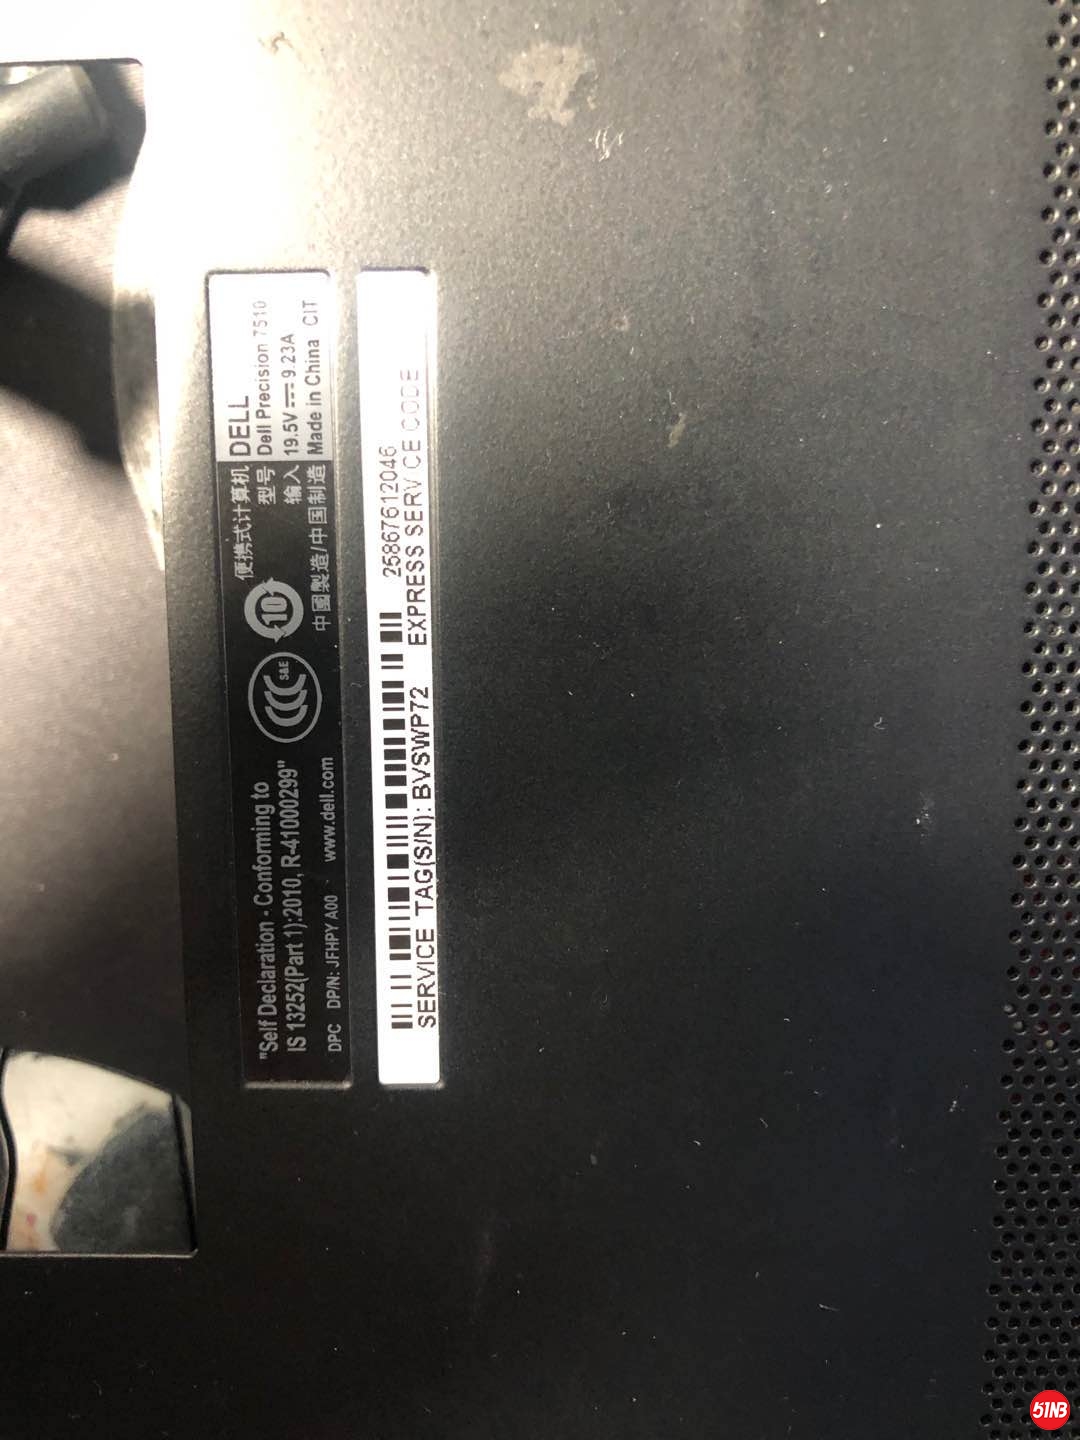 便携式计算机 DELL
型号 Dell Precision 7510
输入 19.5V⎓9.23A
中國製造/中国制造 Made in China CIT
10
CCC S&E
"Self Declaration - Conforming to
IS 13252(Part 1):2010, R-41000299"
DPC DP/N: JFHPY A00 www.dell.com
25867612046
SERVICE TAG(S/N): BVSWP72 EXPRESS SERVICE CODE
51NB